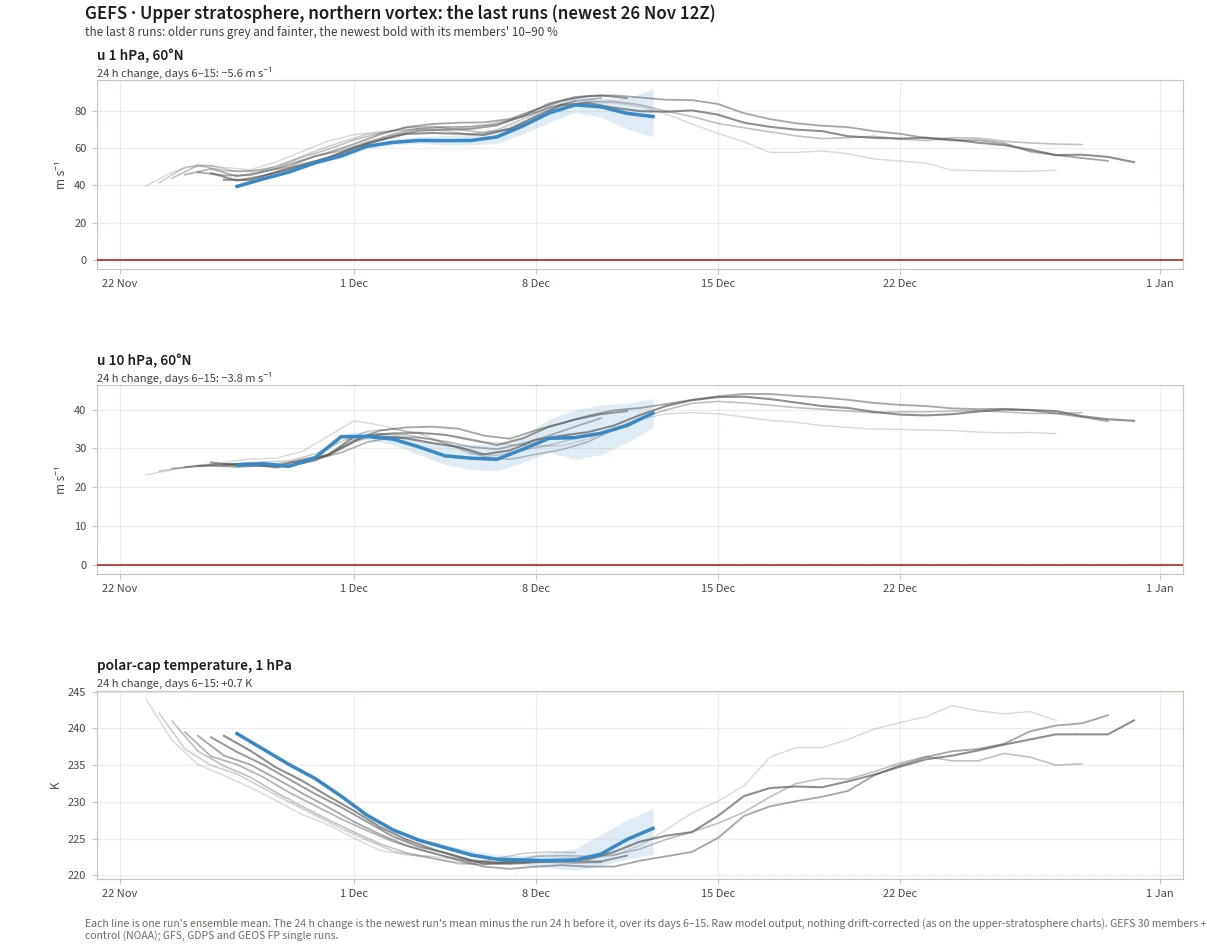 GEFS · Upper stratosphere, northern vortex: the last runs (newest 26 Nov 12Z)
the last 8 runs: older runs grey and fainter, the newest bold with its members' 10–90 %
u 1 hPa, 60°N
24 h change, days 6–15: −5.6 m s⁻¹
80
60
40
20
0
m s⁻¹
22 Nov
1 Dec
8 Dec
15 Dec
22 Dec
1 Jan
u 10 hPa, 60°N
24 h change, days 6–15: −3.8 m s⁻¹
40
30
20
10
0
m s⁻¹
22 Nov
1 Dec
8 Dec
15 Dec
22 Dec
1 Jan
polar-cap temperature, 1 hPa
24 h change, days 6–15: +0.7 K
245
240
235
230
225
220
K
22 Nov
1 Dec
8 Dec
15 Dec
22 Dec
1 Jan
Each line is one run's ensemble mean. The 24 h change is the newest run's mean minus the run 24 h before it, over its days 6–15. Raw model output, nothing drift-corrected (as on the upper-stratosphere charts). GEFS 30 members +
control (NOAA); GFS, GDPS and GEOS FP single runs.